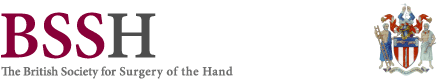 BSSH
The British Society for Surgery of the Hand